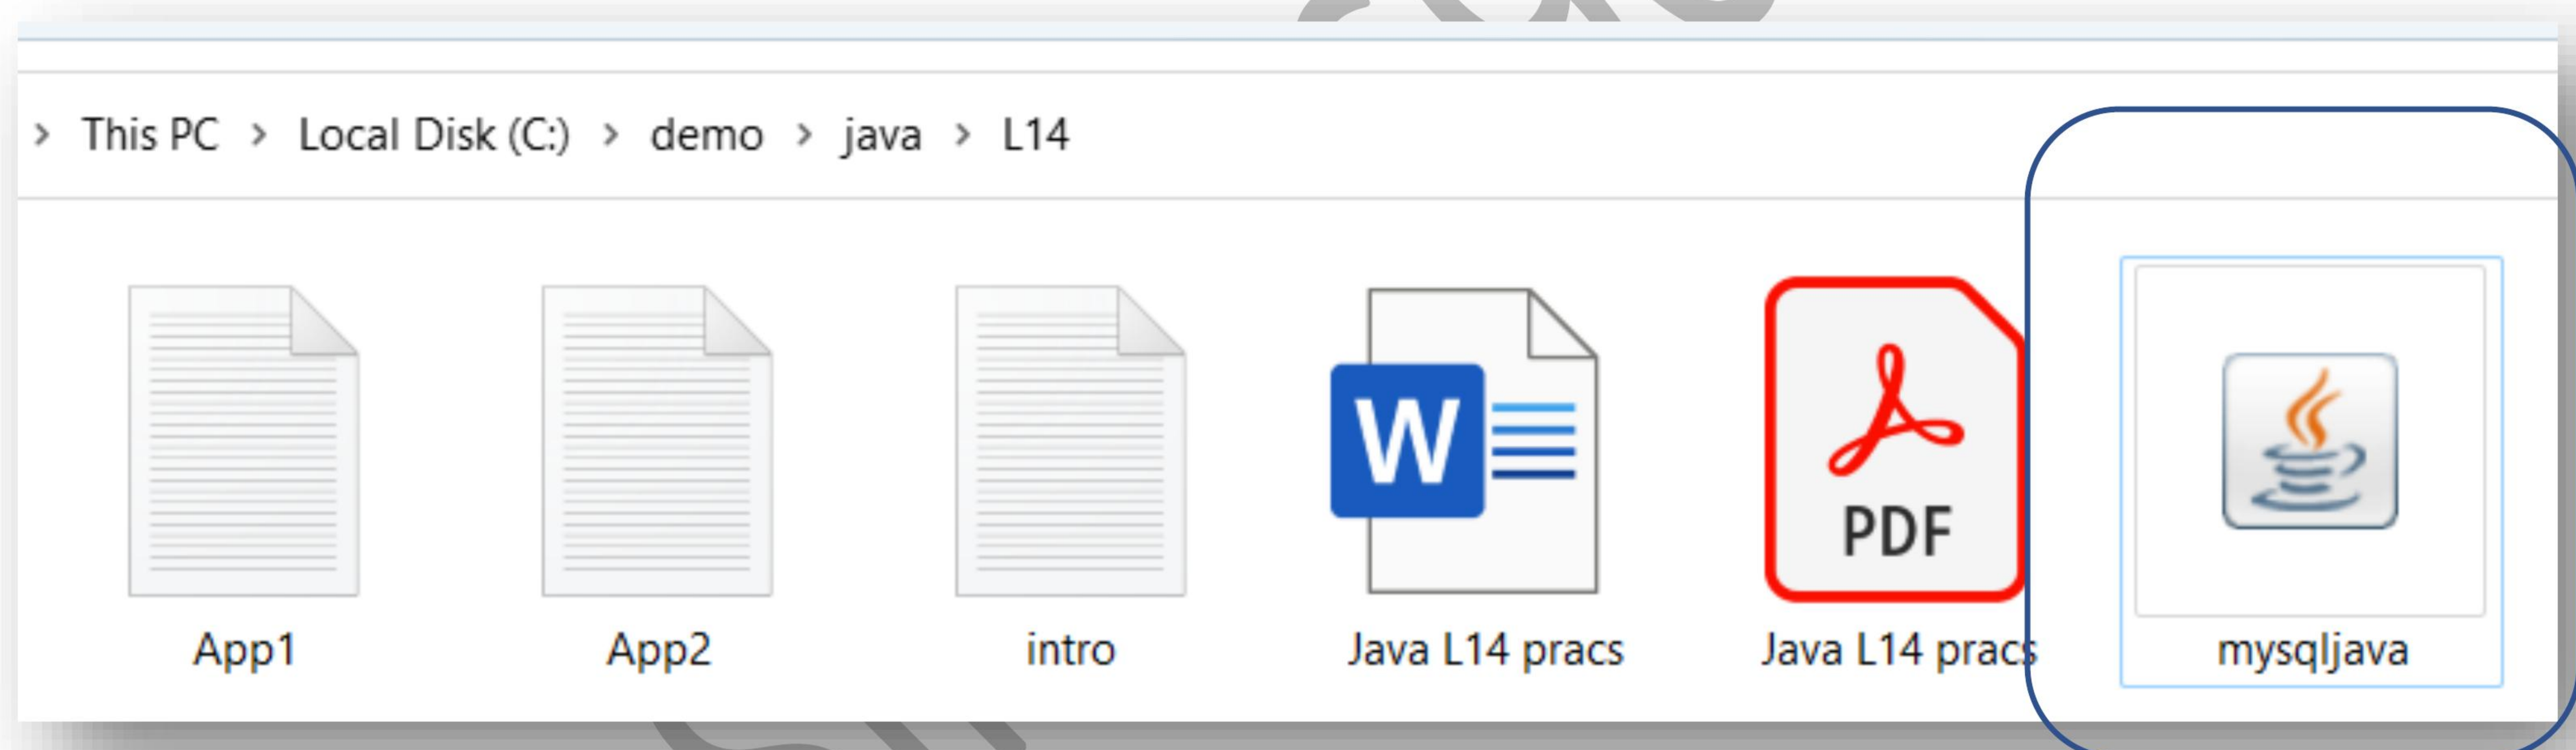 › This PC › Local Disk (C:) › demo › java › L14
W
PDF
App1 App2 intro Java L14 pracs Java L14 pracs mysqljava